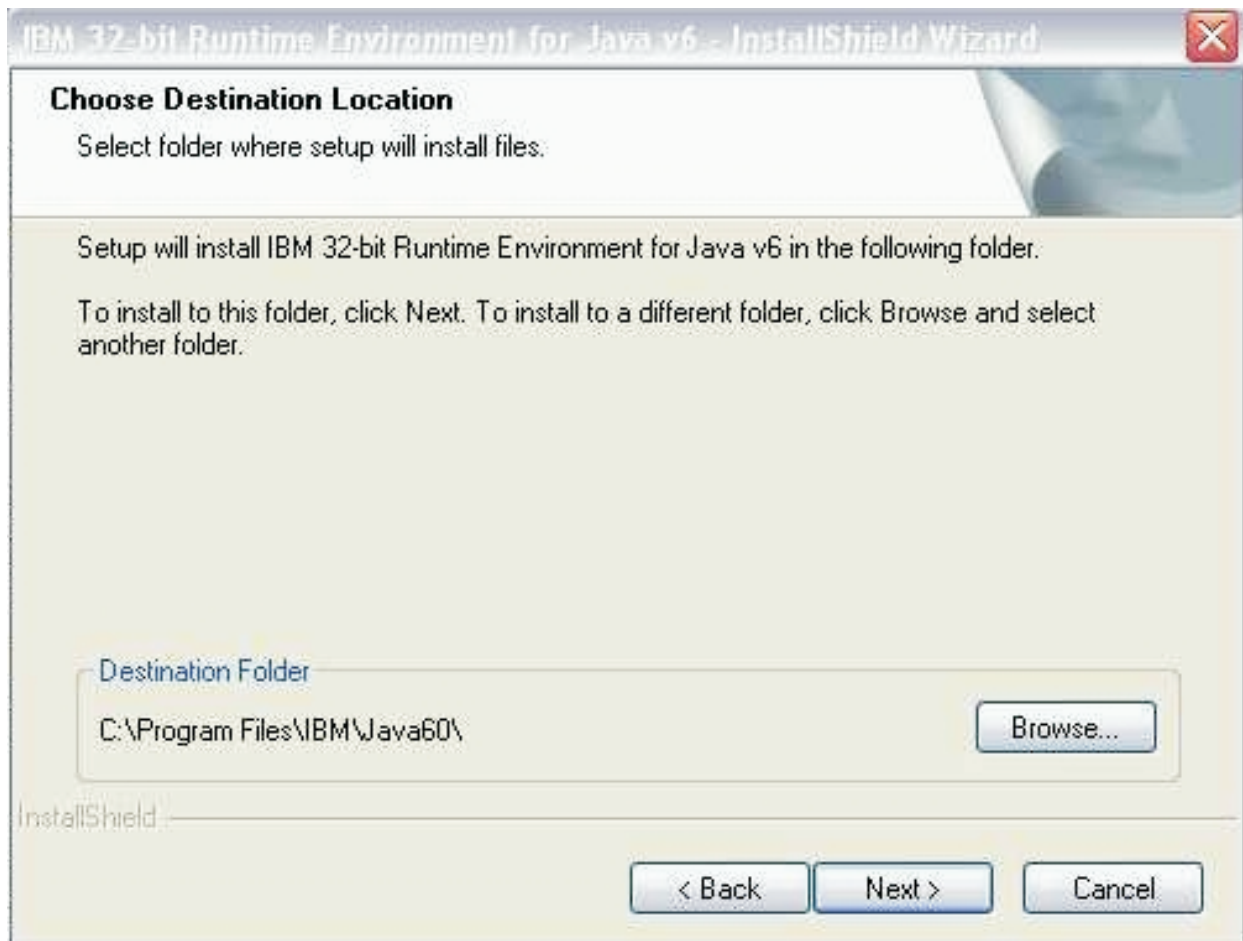 IBM 32-bit Runtime Environment for Java v6 - InstallShield Wizard
Choose Destination Location
Select folder where setup will install files.
Setup will install IBM 32-bit Runtime Environment for Java v6 in the following folder.
To install to this folder, click Next. To install to a different folder, click Browse and select
another folder.
Destination Folder
C:\Program Files\IBM\Java60\
Browse...
InstallShield
< Back
Next >
Cancel